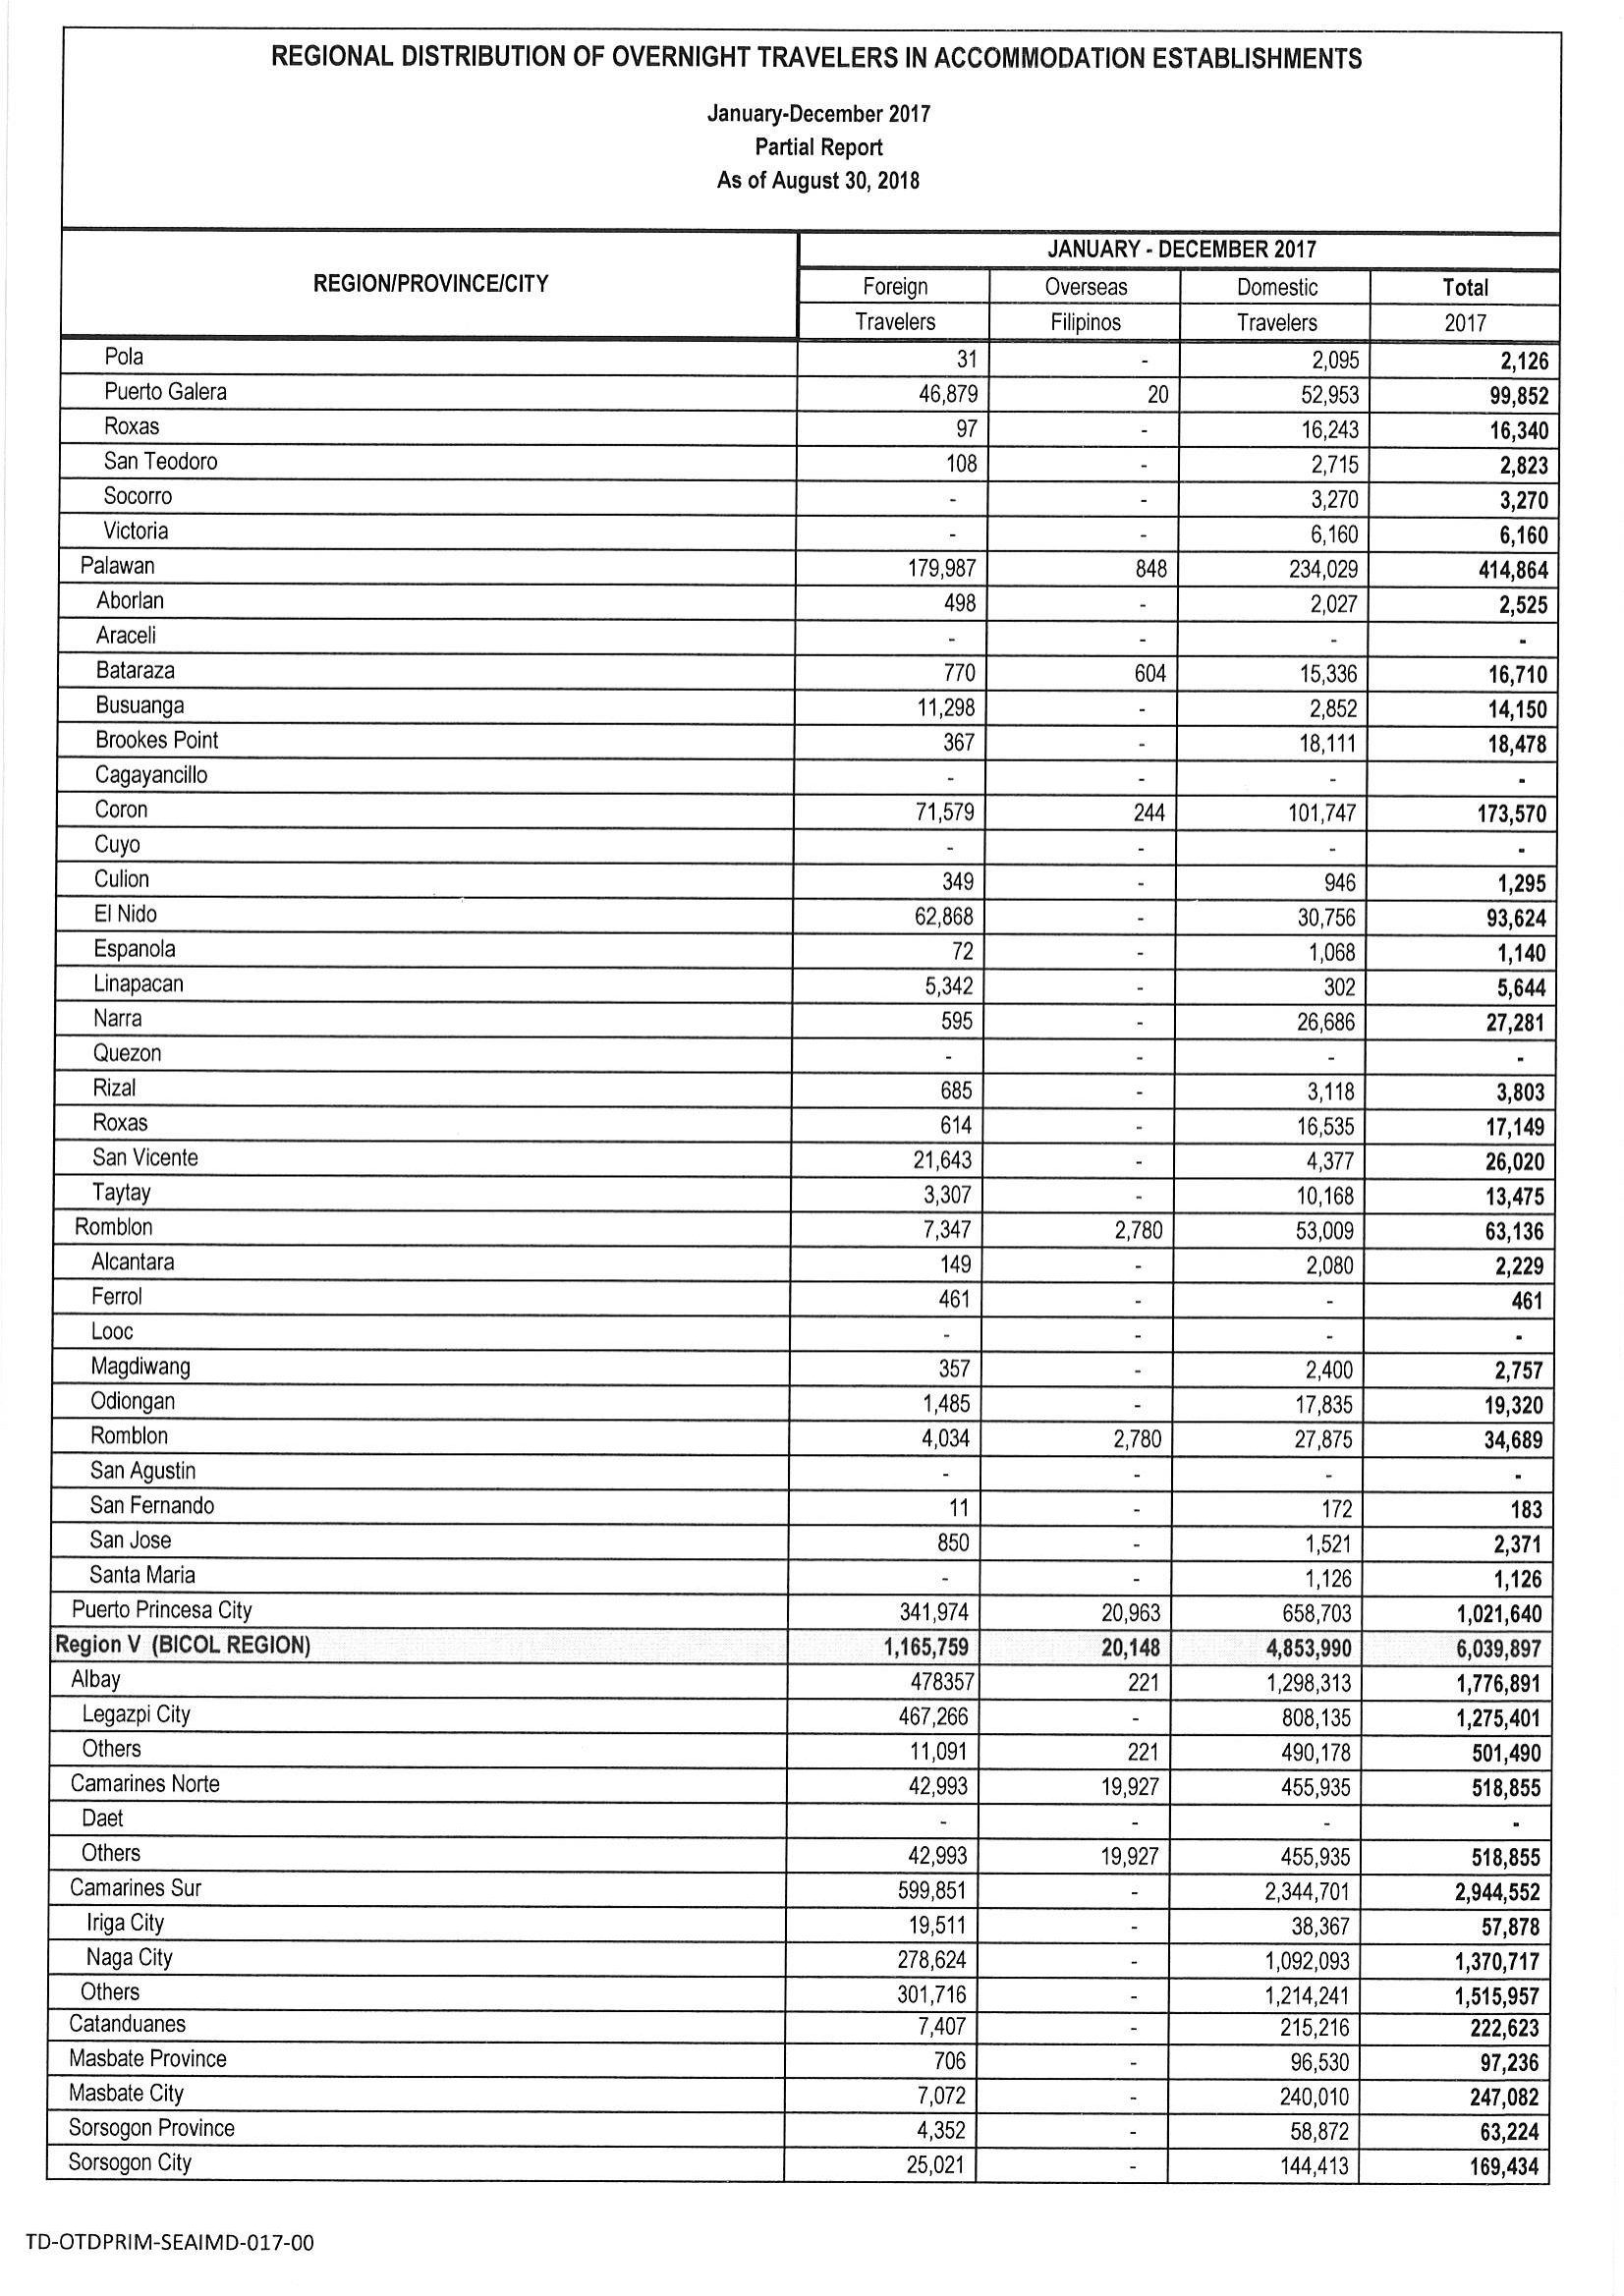 REGIONAL DISTRIBUTION OF OVERNIGHT TRAVELERS IN ACCOMMODATION ESTABLISHMENTS
January-December 2017
Partial Report
As of August 30, 2018
REGION/PROVINCE/CITY
JANUARY - DECEMBER 2017
Foreign Overseas Domestic Total
Travelers Filipinos Travelers 2017
Pola 31 - 2,095 2,126
Puerto Galera 46,879 20 52,953 99,852
Roxas 97 - 16,243 16,340
San Teodoro 108 - 2,715 2,823
Socorro - - 3,270 3,270
Victoria - - 6,160 6,160
Palawan 179,987 848 234,029 414,864
Aborlan 498 - 2,027 2,525
Araceli - - - -
Bataraza 770 604 15,336 16,710
Busuanga 11,298 - 2,852 14,150
Brookes Point 367 - 18,111 18,478
Cagayancillo - - - -
Coron 71,579 244 101,747 173,570
Cuyo - - - -
Culion 349 - 946 1,295
El Nido 62,868 - 30,756 93,624
Espanola 72 - 1,068 1,140
Linapacan 5,342 - 302 5,644
Narra 595 - 26,686 27,281
Quezon - - - -
Rizal 685 - 3,118 3,803
Roxas 614 - 16,535 17,149
San Vicente 21,643 - 4,377 26,020
Taytay 3,307 - 10,168 13,475
Romblon 7,347 2,780 53,009 63,136
Alcantara 149 - 2,080 2,229
Ferrol 461 - - 461
Looc - - - -
Magdiwang 357 - 2,400 2,757
Odiongan 1,485 - 17,835 19,320
Romblon 4,034 2,780 27,875 34,689
San Agustin - - - -
San Fernando 11 - 172 183
San Jose 850 - 1,521 2,371
Santa Maria - - 1,126 1,126
Puerto Princesa City 341,974 20,963 658,703 1,021,640
Region V (BICOL REGION) 1,165,759 20,148 4,853,990 6,039,897
Albay 478357 221 1,298,313 1,776,891
Legazpi City 467,266 - 808,135 1,275,401
Others 11,091 221 490,178 501,490
Camarines Norte 42,993 19,927 455,935 518,855
Daet - - - -
Others 42,993 19,927 455,935 518,855
Camarines Sur 599,851 - 2,344,701 2,944,552
Iriga City 19,511 - 38,367 57,878
Naga City 278,624 - 1,092,093 1,370,717
Others 301,716 - 1,214,241 1,515,957
Catanduanes 7,407 - 215,216 222,623
Masbate Province 706 - 96,530 97,236
Masbate City 7,072 - 240,010 247,082
Sorsogon Province 4,352 - 58,872 63,224
Sorsogon City 25,021 - 144,413 169,434
TD-OTDPRIM-SEAIMD-017-00